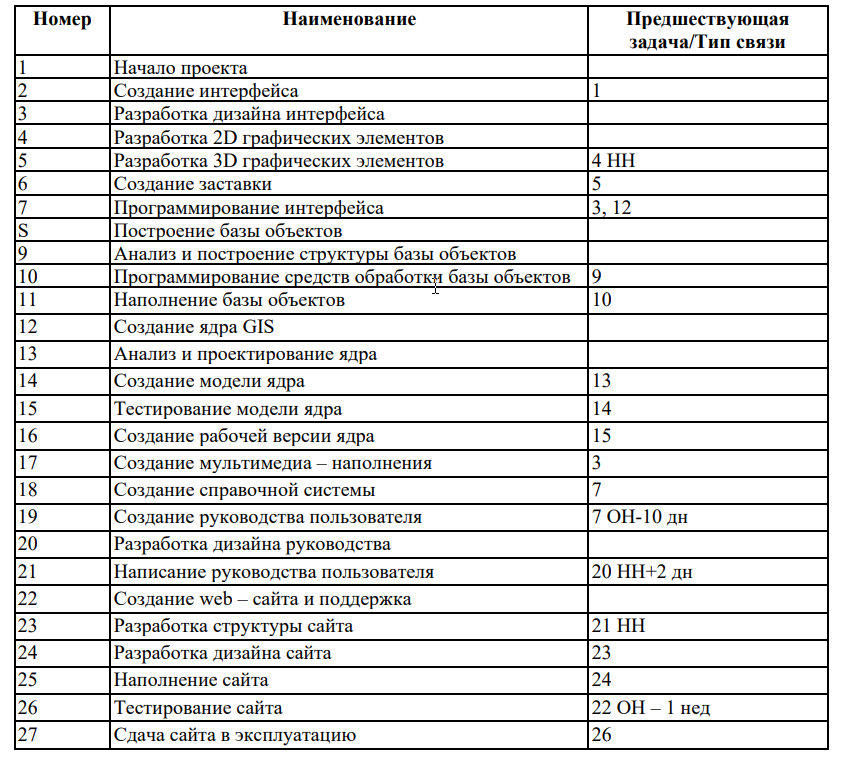 Номер Наименование Предшествующая
задача/Тип связи
1 Начало проекта
2 Создание интерфейса 1
3 Разработка дизайна интерфейса
4 Разработка 2D графических элементов
5 Разработка 3D графических элементов 4 НН
6 Создание заставки 5
7 Программирование интерфейса 3, 12
S Построение базы объектов
9 Анализ и построение структуры базы объектов
10 Программирование средств обработки базы объектов 9
11 Наполнение базы объектов 10
12 Создание ядра GIS
13 Анализ и проектирование ядра
14 Создание модели ядра 13
15 Тестирование модели ядра 14
16 Создание рабочей версии ядра 15
17 Создание мультимедиа – наполнения 3
18 Создание справочной системы 7
19 Создание руководства пользователя 7 ОН-10 дн
20 Разработка дизайна руководства
21 Написание руководства пользователя 20 НН+2 дн
22 Создание web – сайта и поддержка
23 Разработка структуры сайта 21 НН
24 Разработка дизайна сайта 23
25 Наполнение сайта 24
26 Тестирование сайта 22 ОН – 1 нед
27 Сдача сайта в эксплуатацию 26